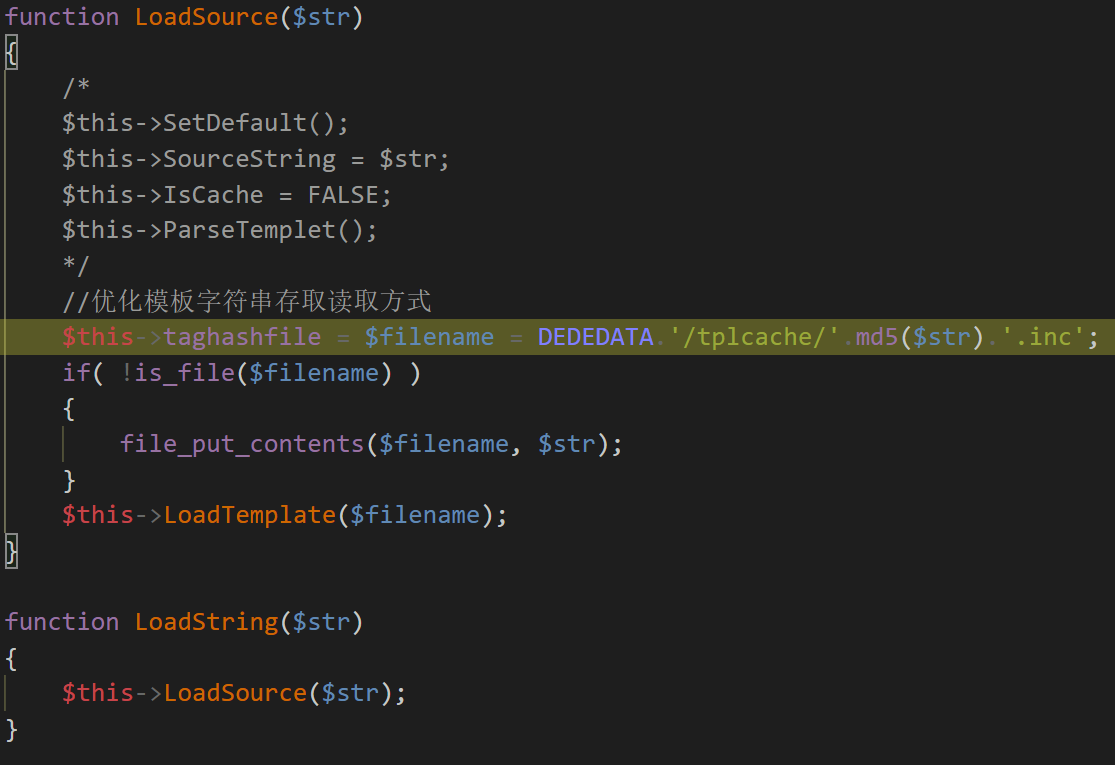 function LoadSource($str)
{
    /*
    $this->SetDefault();
    $this->SourceString = $str;
    $this->IsCache = FALSE;
    $this->ParseTemplet();
    */
    //优化模板字符串存取读取方式
    $this->taghashfile = $filename = DEDEDATA.'/tplcache/'.md5($str).'.inc';
    if( !is_file($filename) )
    {
        file_put_contents($filename, $str);
    }
    $this->LoadTemplate($filename);
}

function LoadString($str)
{
    $this->LoadSource($str);
}